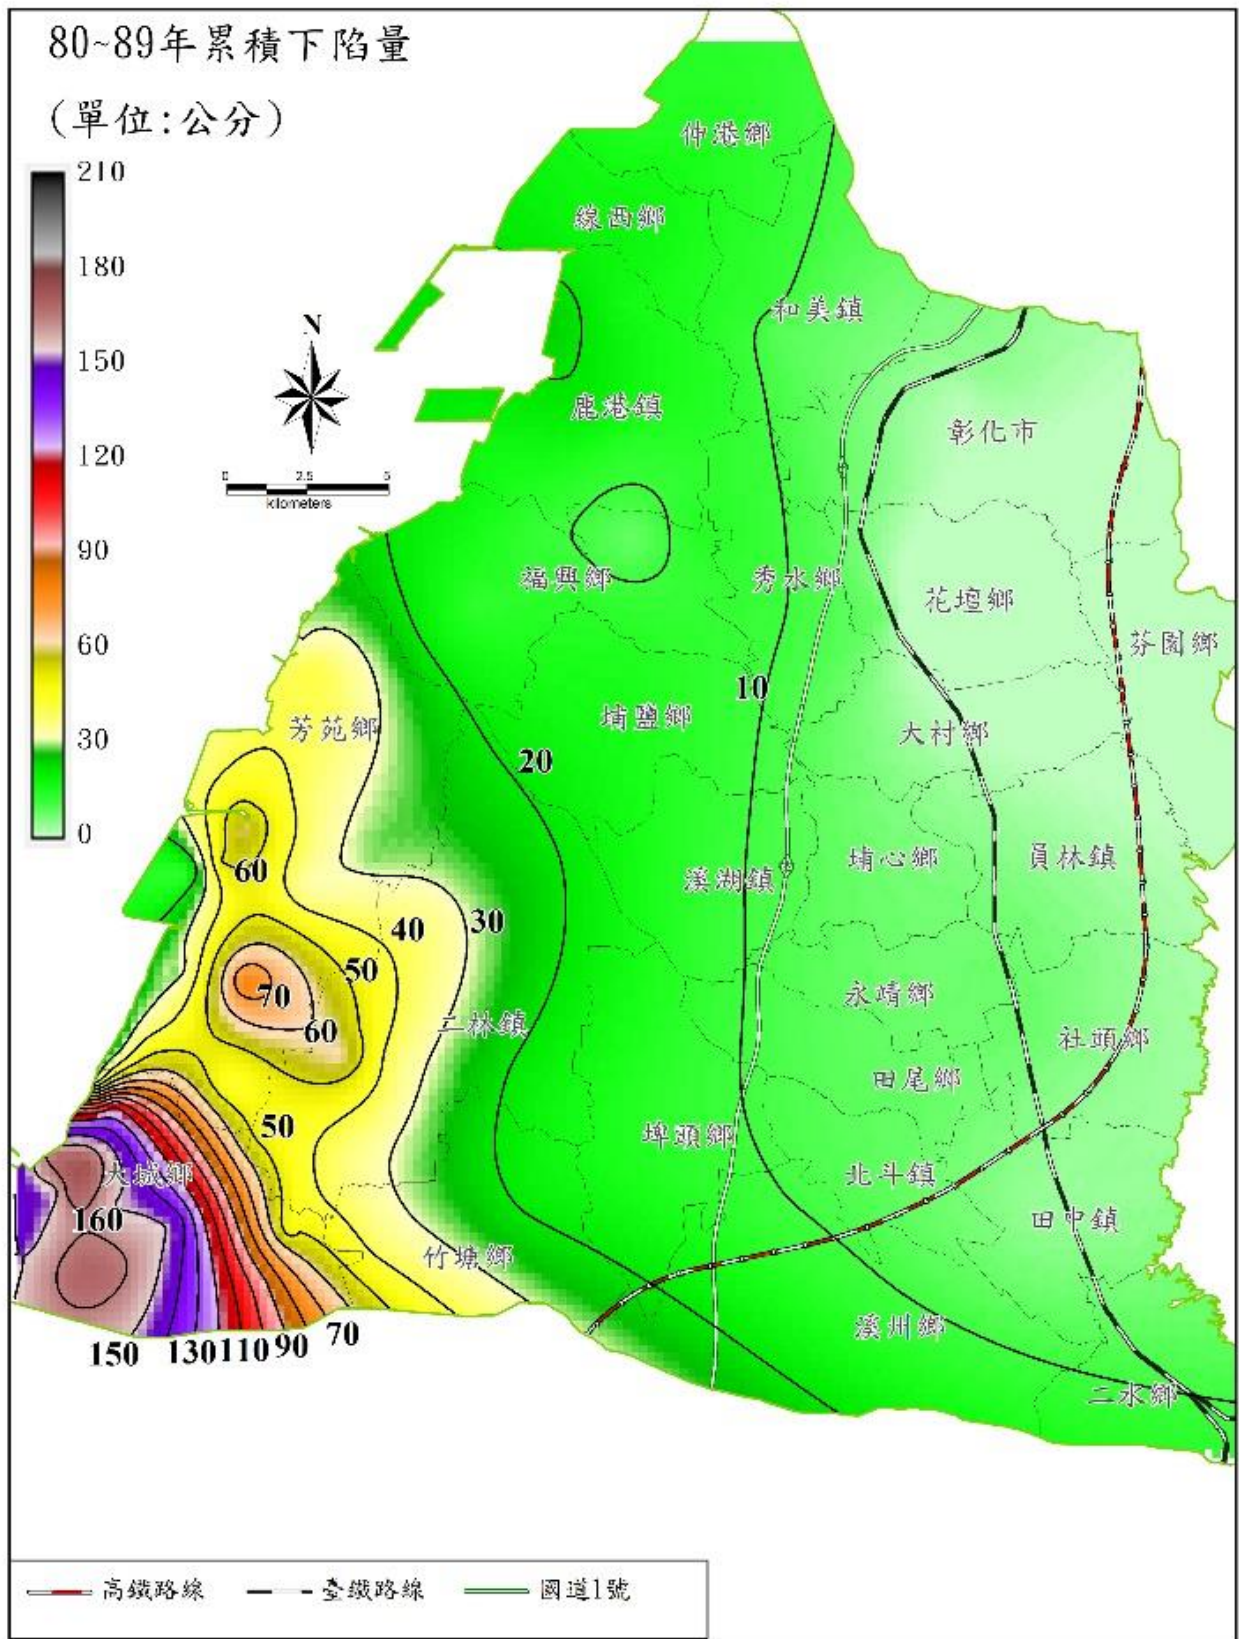 80~89年累積下陷量
(單位:公分)
210
180
150
120
90
60
30
0
N
0 2.5 5
kilometers
伸港鄉
線西鄉
和美鎮
鹿港鎮
彰化市
福興鄉
秀水鄉
花壇鄉
芬園鄉
10
芳苑鄉
埔鹽鄉
大村鄉
20
60
溪湖鎮
埔心鄉
員林鎮
40
30
50
70
60
二林鎮
永靖鄉
社頭鄉
田尾鄉
50
埤頭鄉
大城鄉
北斗鎮
160
田中鎮
竹塘鄉
溪州鄉
150 130 110 90 70
二水鄉
高鐵路線 臺鐵路線 國道1號